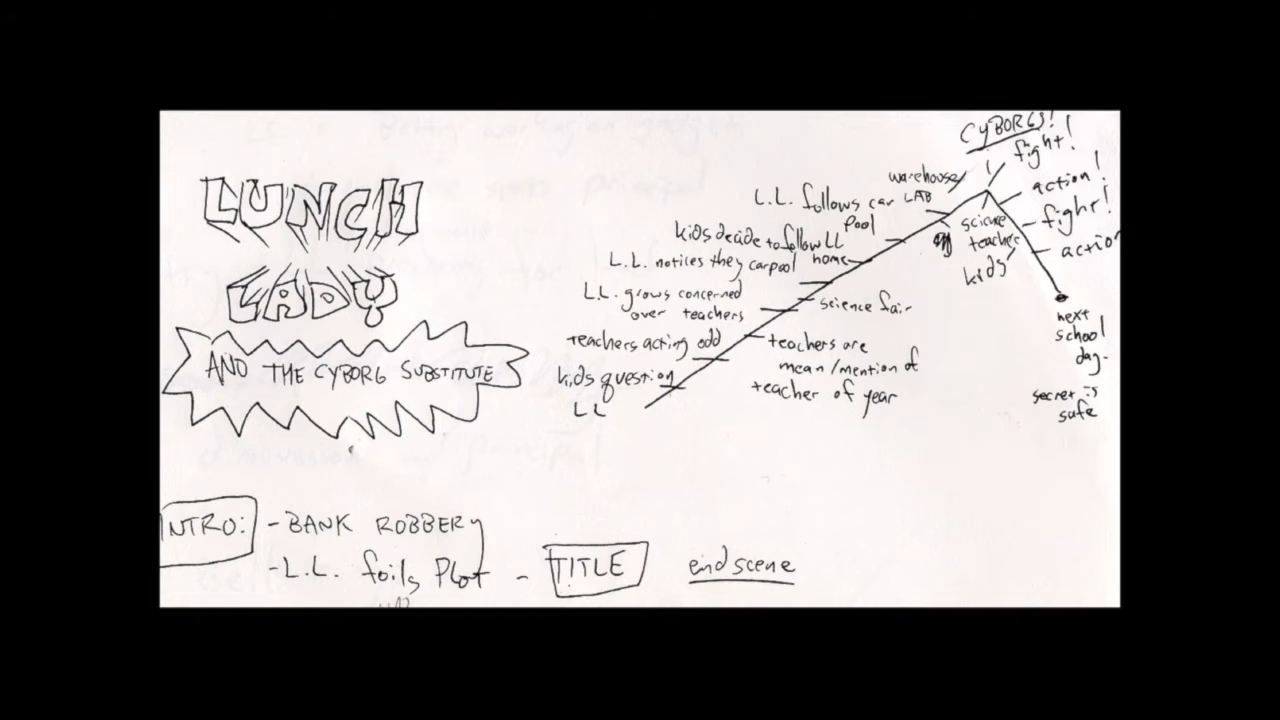 LUNCH
LADY
AND THE CYBORG SUBSTITUTE
CYBORGS!
fight!
action!
fight!
action
warehouse
LAB
L.L. follows car
pool
kids decide to follow LL
home
L.L. notices they carpool
L.L. grows concerned
over teachers
teachers acting odd
kids question
LL
science fair
teachers are
mean/mention of
teacher of year
science
teacher
kids
next
school
day.
secret is
safe
INTRO: - BANK ROBBERY
- L.L. foils Plot - TITLE
end scene